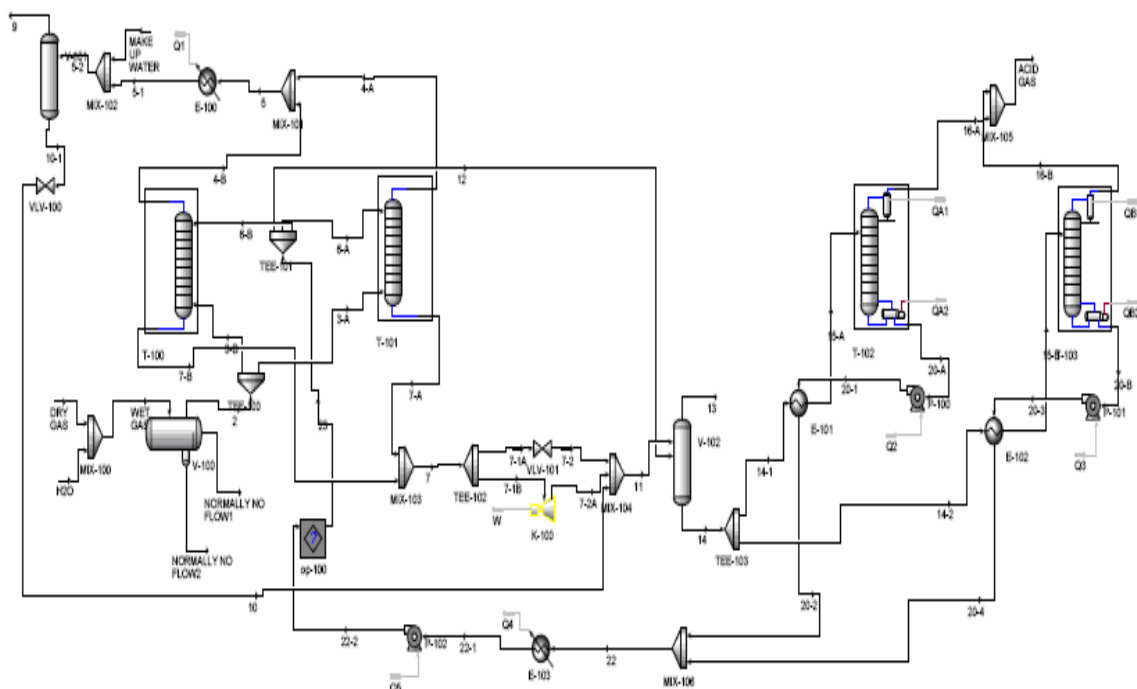 9
5-2
MAKE
UP
WATER
MIX-102
5-1
Q1
E-100
5
MIX-101
4-A
10-1
VLV-100
4-B
12
6-B
TEE-101
6-A
3-A
T-100
7-B
T-101
7-A
DRY
GAS
WET
GAS
2
MIX-100
H2O
V-100
NORMALLY NO
FLOW1
NORMALLY NO
FLOW2
op-100
MIX-103
7
TEE-102
7-1A
VLV-101
7-2
7-1B
7-2A
W
K-100
MIX-104
11
V-102
13
14
TEE-103
14-1
14-2
10
22-2
P-102
22-1
Q4
E-103
22
MIX-106
20-2
20-4
ACID
GAS
MIX-105
16-A
16-B
QA1
QA2
T-102
15-A
20-A
20-1
P-100
E-101
Q2
T-103
20-B
20-3
P-101
E-102
Q3